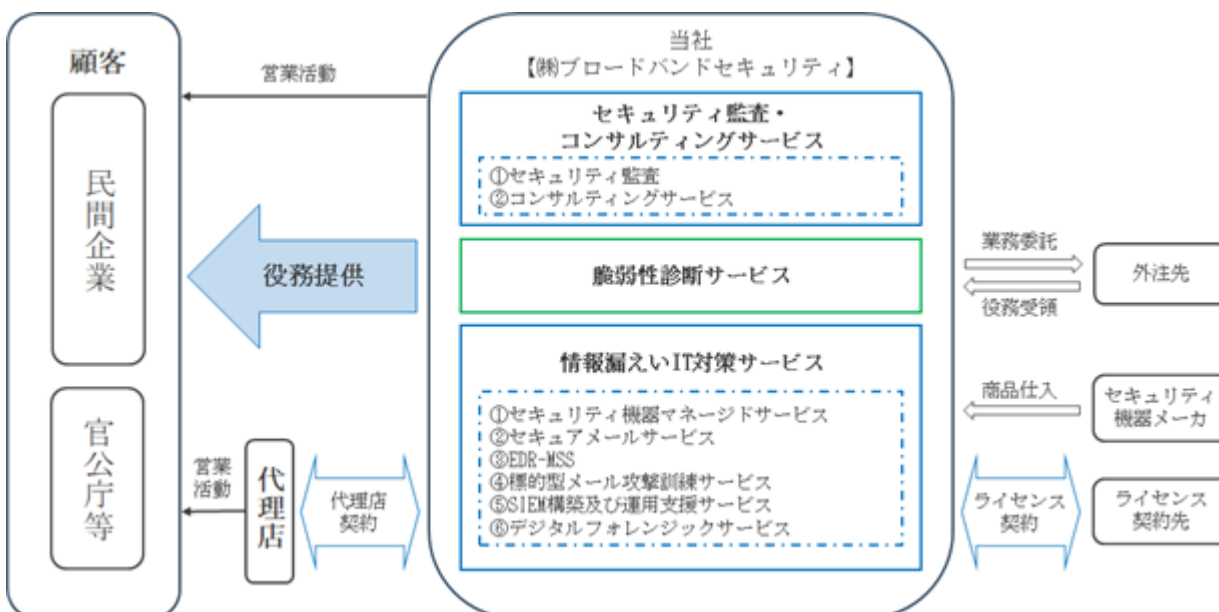 顧客
民間企業
官公庁等
営業活動
役務提供
営業
活動
代理店
代理店
契約
当社
【㈱ブロードバンドセキュリティ】
セキュリティ監査・
コンサルティングサービス
①セキュリティ監査
②コンサルティングサービス
脆弱性診断サービス
情報漏えいIT対策サービス
①セキュリティ機器マネージドサービス
②セキュアメールサービス
③EDR-MSS
④標的型メール攻撃訓練サービス
⑤SIEM構築及び運用支援サービス
⑥デジタルフォレンジックサービス
業務委託
役務受領
外注先
商品仕入
セキュリティ
機器メーカ
ライセンス
契約
ライセンス
契約先